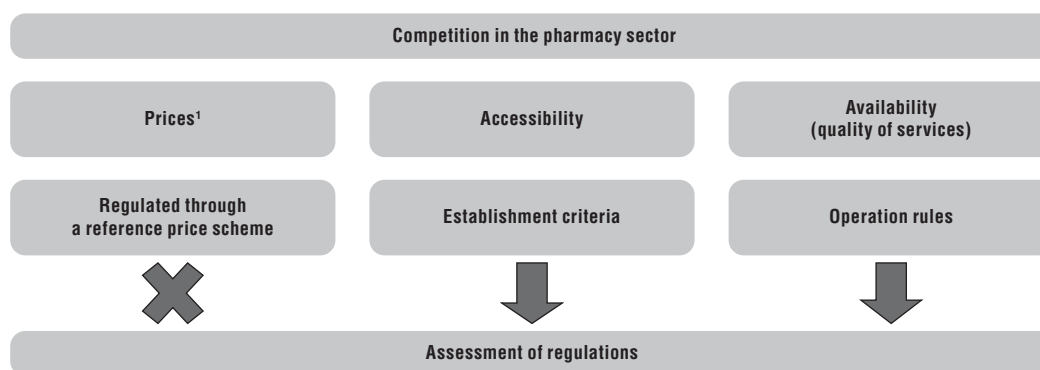 Competition in the pharmacy sector
Prices¹
Accessibility
Availability
(quality of services)
Regulated through
a reference price scheme
Establishment criteria
Operation rules
Assessment of regulations